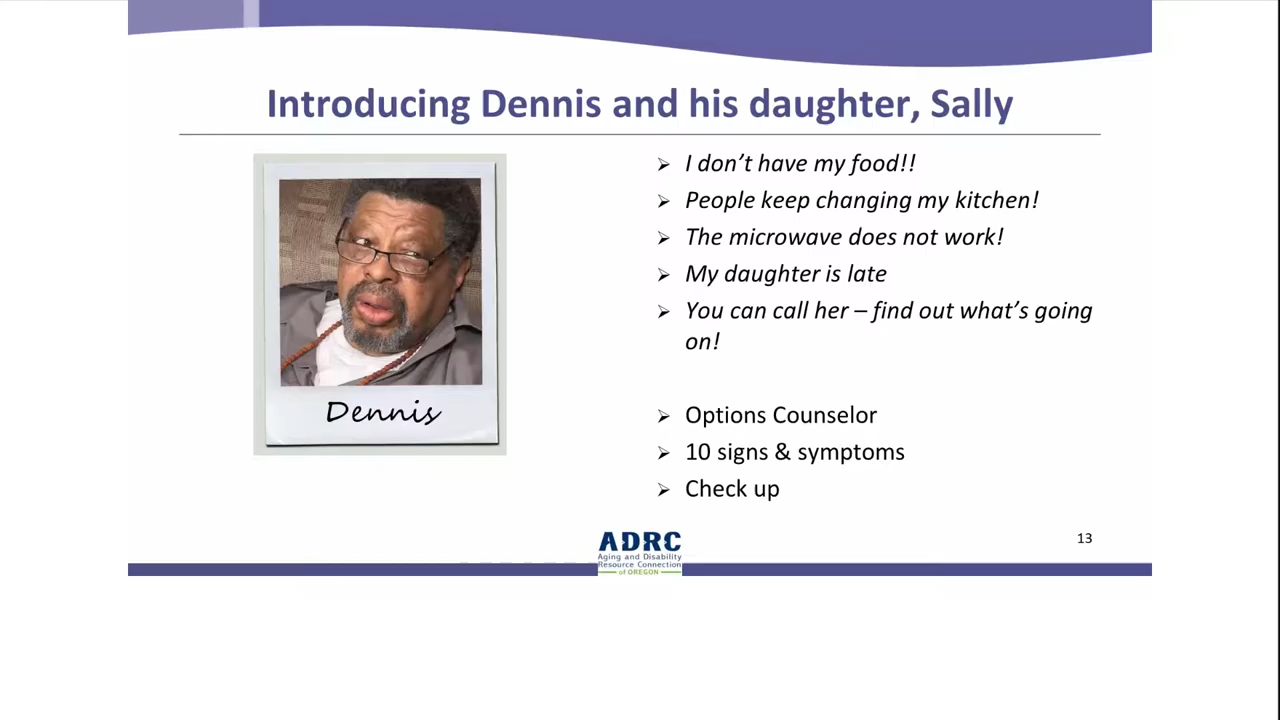 Introducing Dennis and his daughter, Sally
Dennis
I don’t have my food!!
People keep changing my kitchen!
The microwave does not work!
My daughter is late
You can call her – find out what’s going
on!
Options Counselor
10 signs & symptoms
Check up
ADRC
Aging and Disability
Resource Connection
of OREGON
13